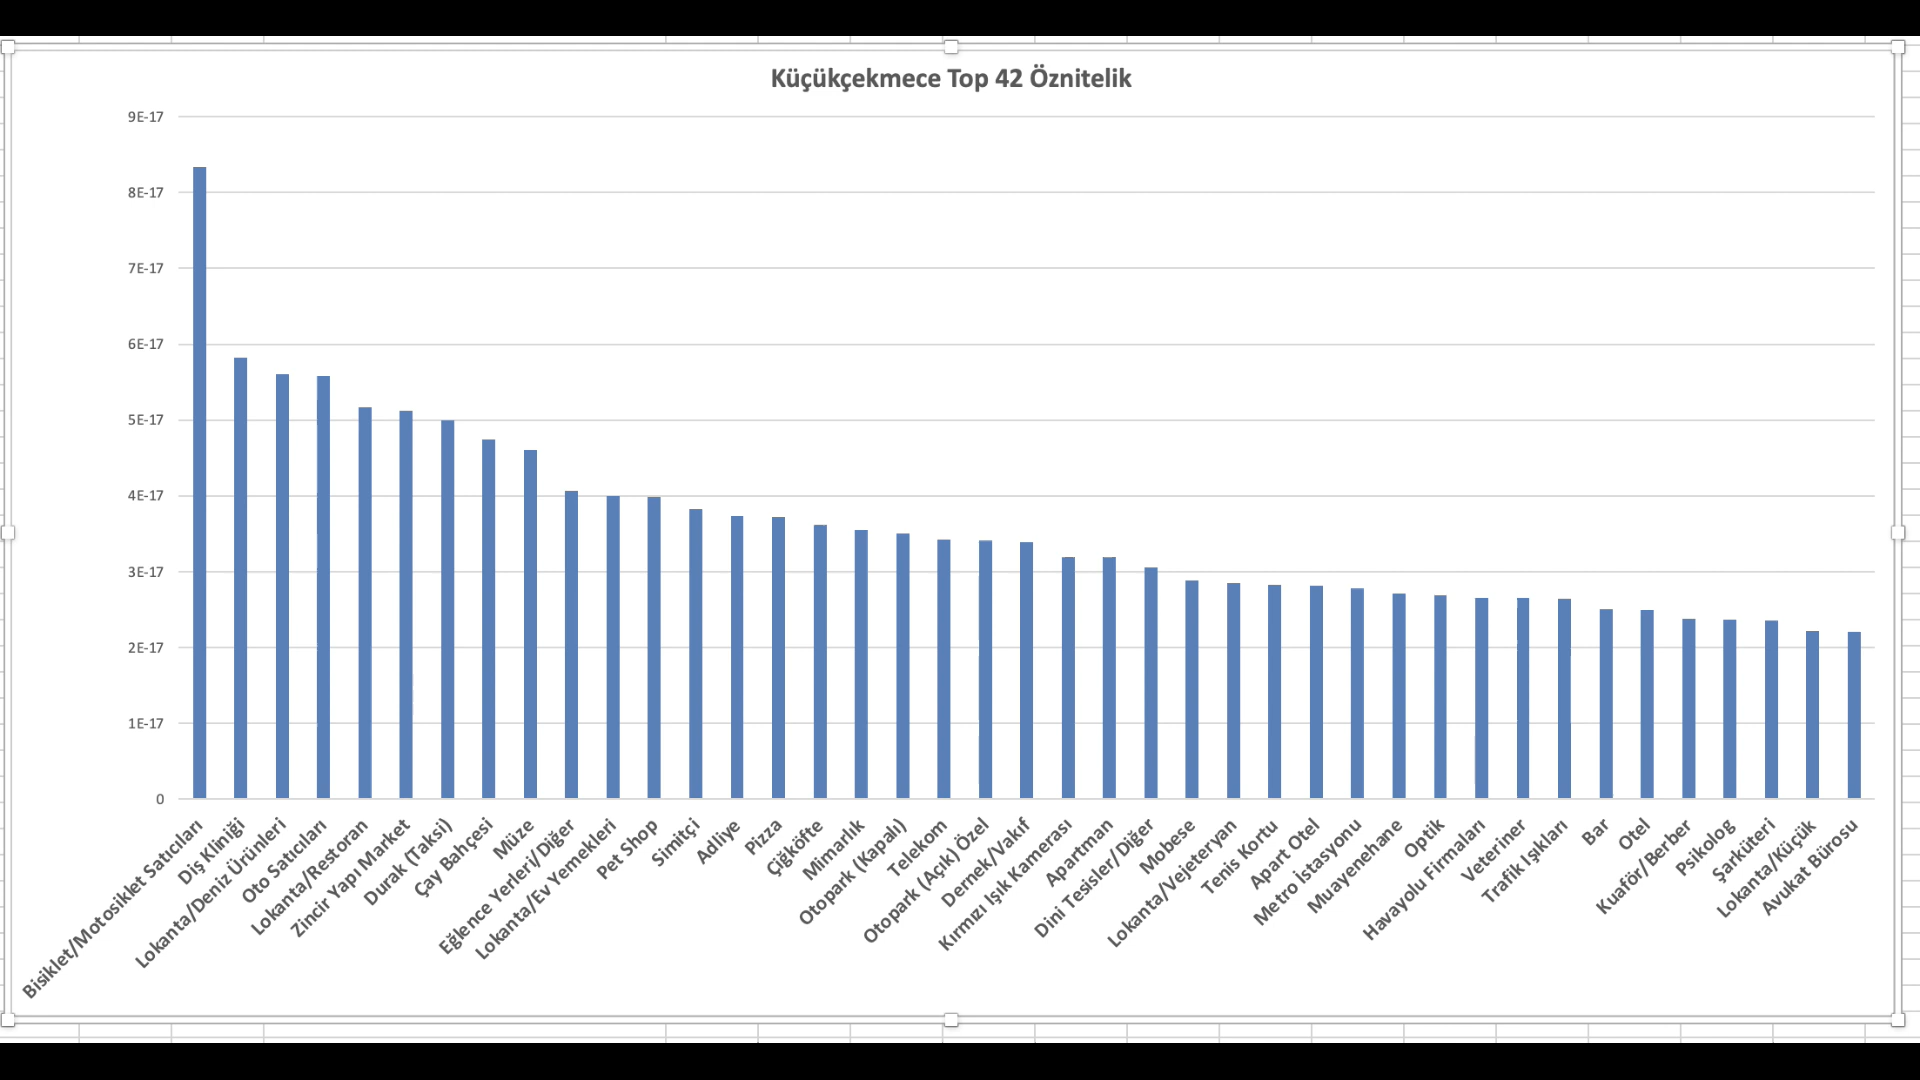 Küçükçekmece Top 42 Öznitelik
9E-17
8E-17
7E-17
6E-17
5E-17
4E-17
3E-17
2E-17
1E-17
0
Bisiklet/Motosiklet Satıcıları
Diş Kliniği
Lokanta/Deniz Ürünleri
Oto Satıcıları
Lokanta/Restoran
Zincir Yapı Market
Durak (Taksi)
Çay Bahçesi
Müze
Eğlence Yerleri/Diğer
Lokanta/Ev Yemekleri
Pet Shop
Simitçi
Adliye
Pizza
Çiğköfte
Mimarlık
Otopark (Kapalı)
Telekom
Otopark (Açık) Özel
Dernek/Vakıf
Kırmızı Işık Kamerası
Apartman
Dini Tesisler/Diğer
Mobese
Lokanta/Vejeteryan
Tenis Kortu
Apart Otel
Metro İstasyonu
Muayenehane
Optik
Havayolu Firmaları
Veteriner
Trafik Işıkları
Bar
Otel
Kuaför/Berber
Psikolog
Şarküteri
Lokanta/Küçük
Avukat Bürosu